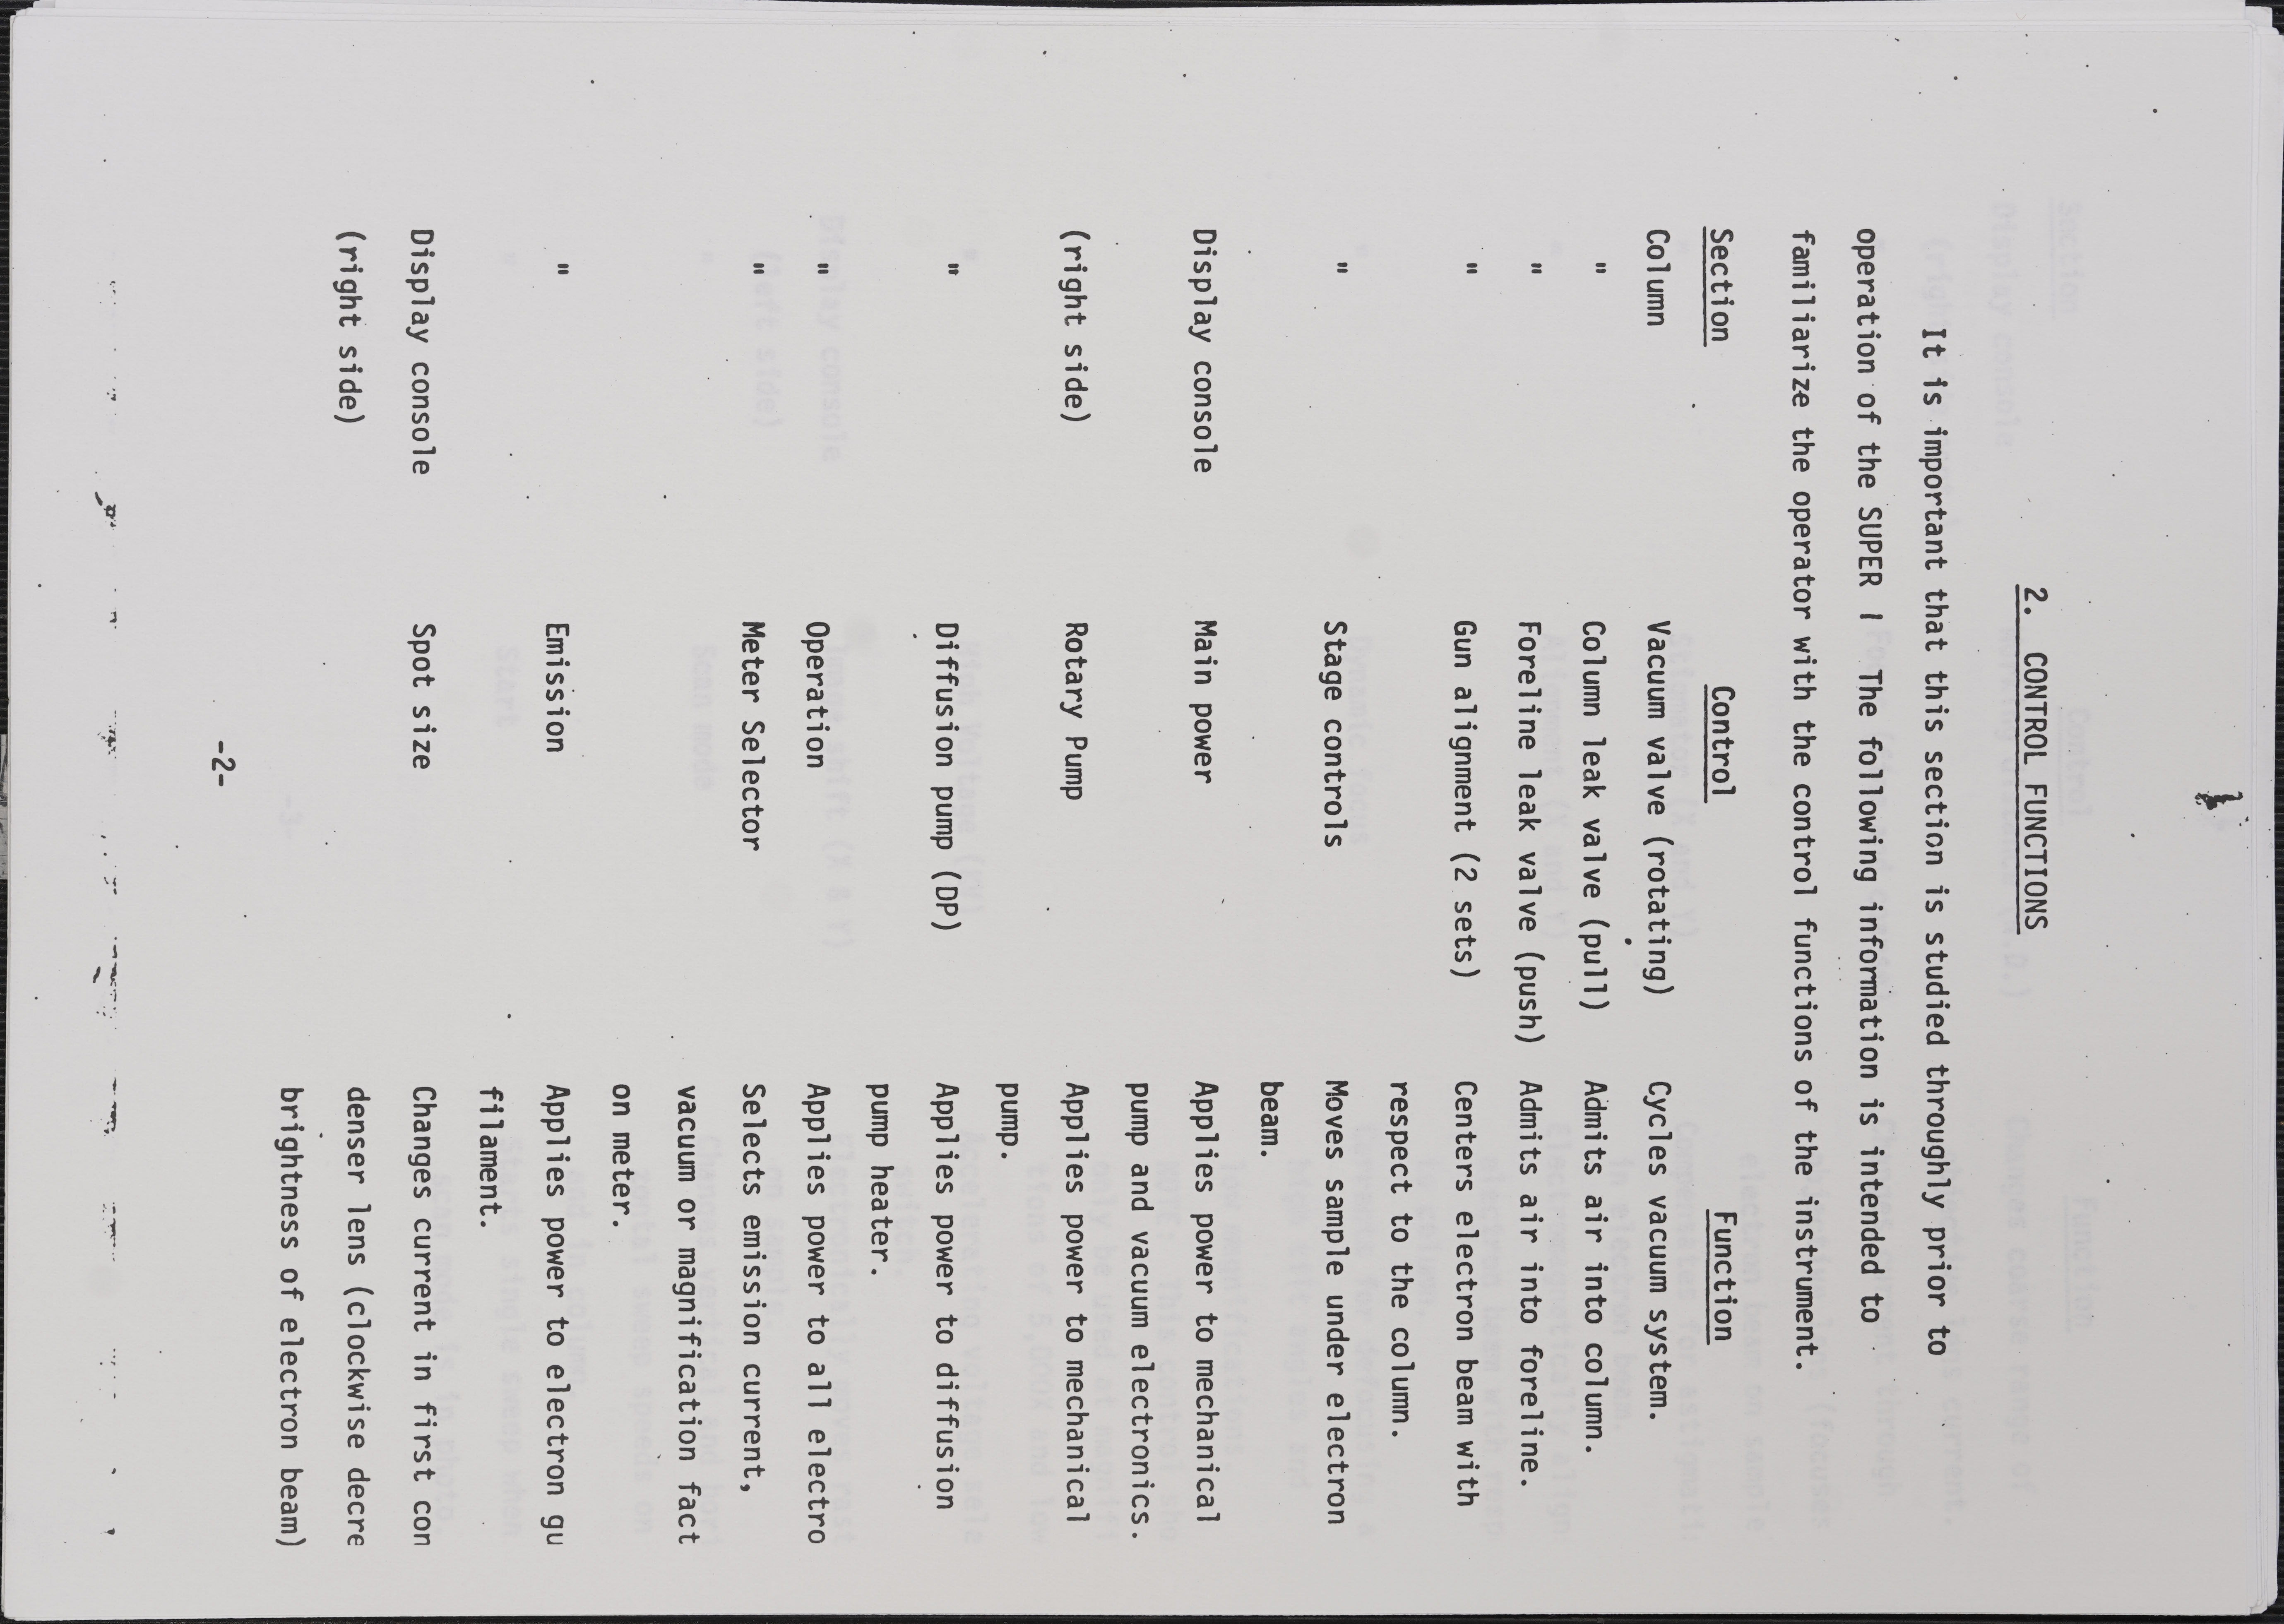 2. CONTROL FUNCTIONS
It is important that this section is studied throughly prior to
operation of the SUPER I The following information is intended to
familiarize the operator with the control functions of the instrument.
Section Control Function
Column Vacuum valve (rotating) Cycles vacuum system.
" Column leak valve (pull) Admits air into column.
" Foreline leak valve (push) Admits air into foreline.
" Gun alignment (2 sets) Centers electron beam with
respect to the column.
" Stage controls Moves sample under electron
beam.
Display console Main power Applies power to mechanical
pump and vacuum electronics.
(right side) Rotary Pump Applies power to mechanical
pump.
" Diffusion pump (DP) Applies power to diffusion
pump heater.
" Operation Applies power to all electro
" Meter Selector Selects emission current,
vacuum or magnification fact
on meter.
" Emission Applies power to electron gu
filament.
Display console Spot size Changes current in first con
(right side) denser lens (clockwise decre
brightness of electron beam)
-2-